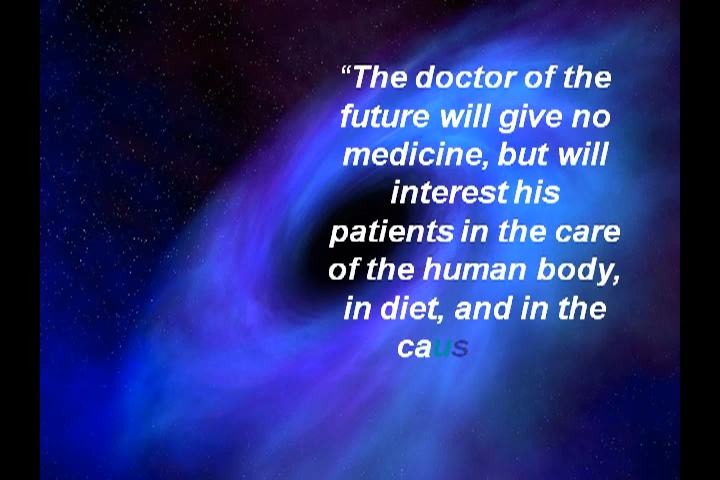 “The doctor of the
future will give no
medicine, but will
interest his
patients in the care
of the human body,
in diet, and in the
caus